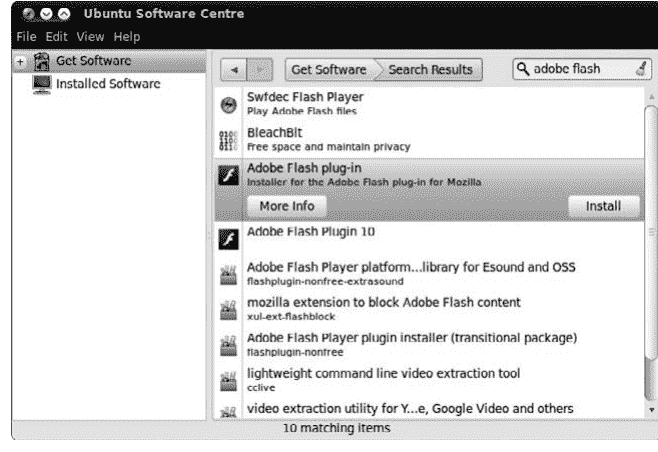 Ubuntu Software Centre
File Edit View Help
Get Software
Installed Software
Get Software
Search Results
adobe flash
Swfdec Flash Player
Play Adobe Flash files
BleachBit
Free space and maintain privacy
Adobe Flash plug-in
Installer for the Adobe Flash plug-in for Mozilla
More Info
Install
Adobe Flash Plugin 10
Adobe Flash Player platform...library for Esound and OSS
flashplugin-nonfree-extrasound
mozilla extension to block Adobe Flash content
xul-ext-flashblock
Adobe Flash Player plugin installer (transitional package)
flashplugin-nonfree
lightweight command line video extraction tool
cclive
video extraction utility for Y...e, Google Video and others
10 matching items